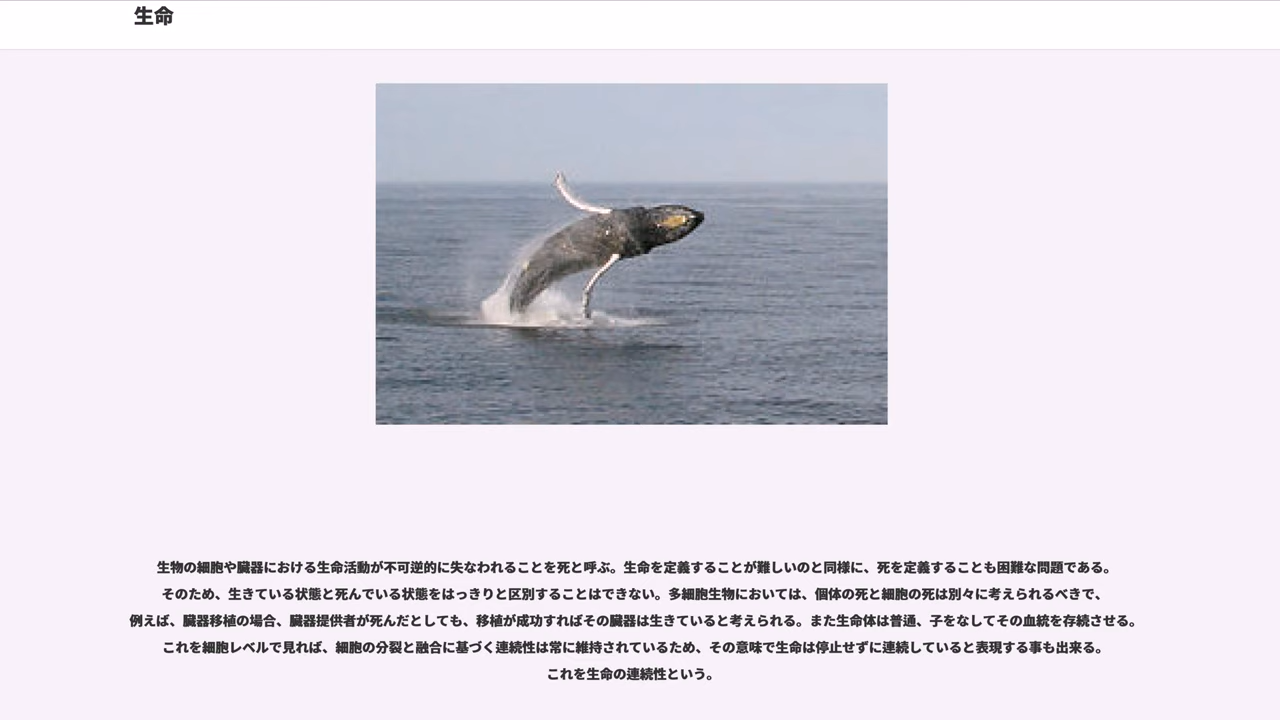 生命
生物の細胞や臓器における生命活動が不可逆的に失なわれることを死と呼ぶ。生命を定義することが難しいのと同様に、死を定義することも困難な問題である。
そのため、生きている状態と死んでいる状態をはっきりと区別することはできない。多細胞生物においては、個体の死と細胞の死は別々に考えられるべきで、
例えば、臓器移植の場合、臓器提供者が死んだとしても、移植が成功すればその臓器は生きていると考えられる。また生命体は普通、子をなしてその血統を存続させる。
これを細胞レベルで見れば、細胞の分裂と融合に基づく連続性は常に維持されているため、その意味で生命は停止せずに連続していると表現する事も出来る。
これを生命の連続性という。